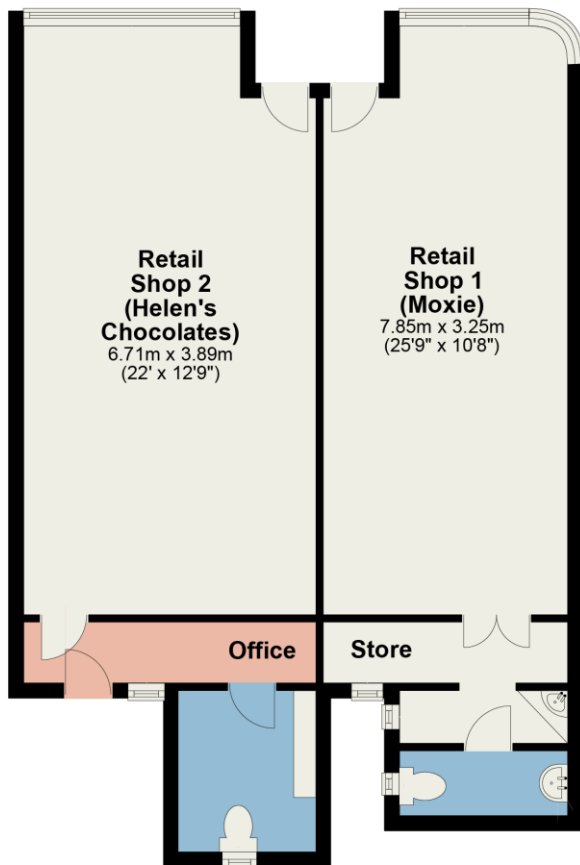 Retail
Shop 2
(Helen's
Chocolates)
6.71m x 3.89m
(22' x 12'9")
Retail
Shop 1
(Moxie)
7.85m x 3.25m
(25'9" x 10'8")
Office
Store